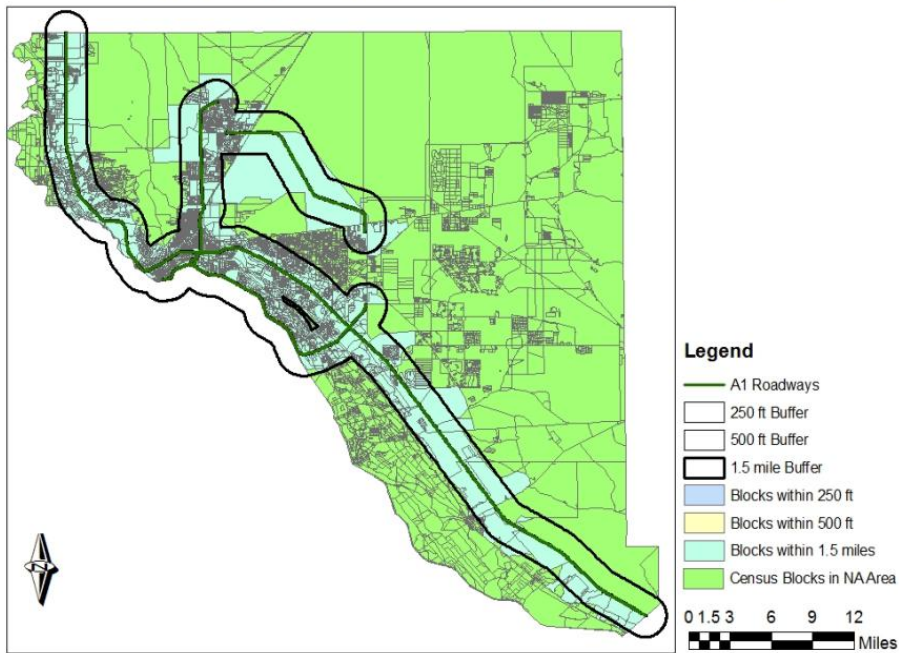 Legend
A1 Roadways
250 ft Buffer
500 ft Buffer
1.5 mile Buffer
Blocks within 250 ft
Blocks within 500 ft
Blocks within 1.5 miles
Census Blocks in NA Area
N
0 1.5 3 6 9 12
Miles